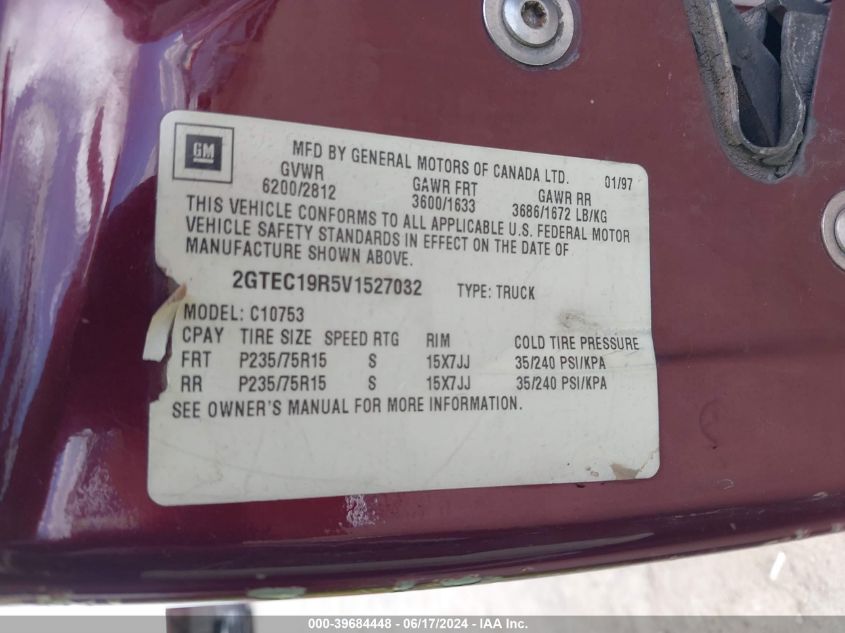 GM
MFD BY GENERAL MOTORS OF CANADA LTD. 01/97
GVWR GAWR FRT GAWR RR
6200/2812 3600/1633 3686/1672 LB/KG
THIS VEHICLE CONFORMS TO ALL APPLICABLE U.S. FEDERAL MOTOR
VEHICLE SAFETY STANDARDS IN EFFECT ON THE DATE OF
MANUFACTURE SHOWN ABOVE.
2GTEC19R5V1527032 TYPE: TRUCK
MODEL: C10753
CPAY TIRE SIZE SPEED RTG RIM COLD TIRE PRESSURE
FRT P235/75R15 S 15X7JJ 35/240 PSI/KPA
RR P235/75R15 S 15X7JJ 35/240 PSI/KPA
SEE OWNER'S MANUAL FOR MORE INFORMATION.
000-39684448 - 06/17/2024 - IAA Inc.